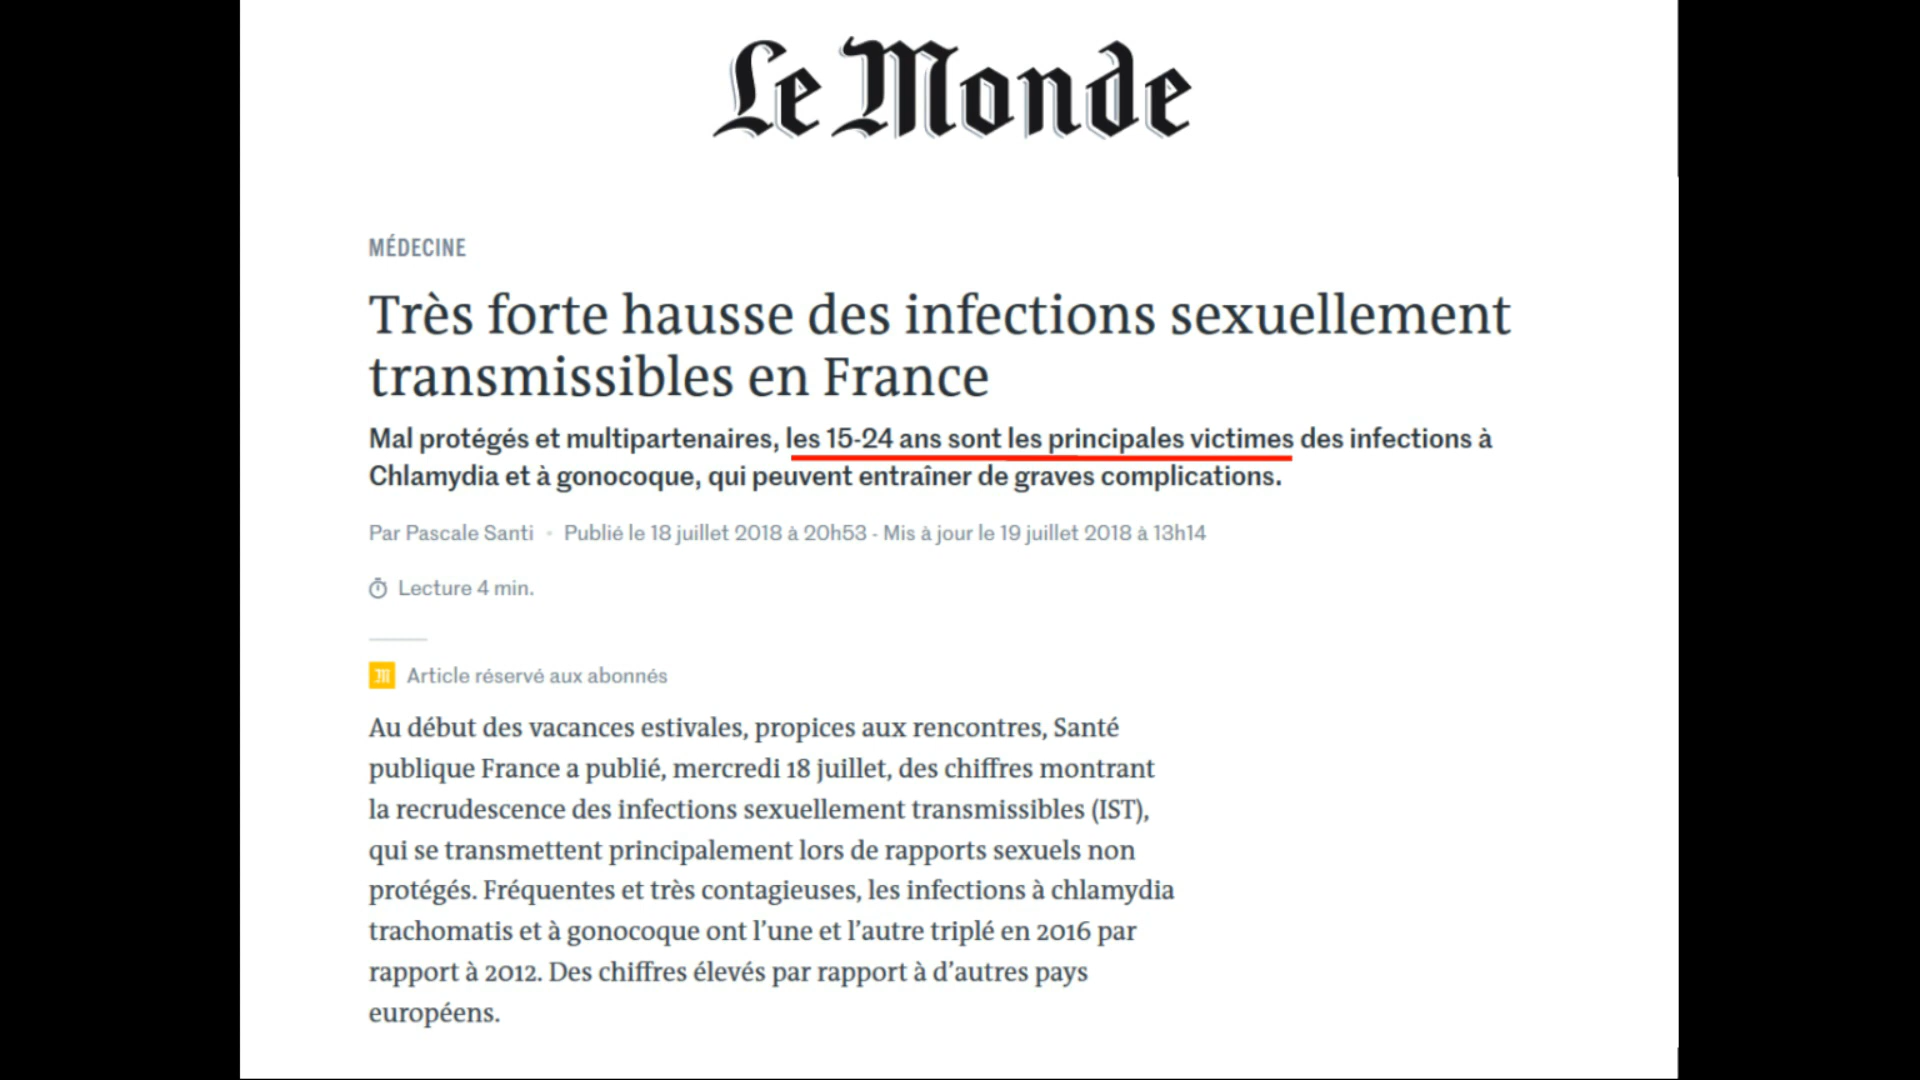 Le Monde
MÉDECINE
Très forte hausse des infections sexuellement
transmissibles en France
Mal protégés et multipartenaires, les 15-24 ans sont les principales victimes des infections à
Chlamydia et à gonocoque, qui peuvent entraîner de graves complications.
Par Pascale Santi • Publié le 18 juillet 2018 à 20h53 - Mis à jour le 19 juillet 2018 à 13h14
Lecture 4 min.
Article réservé aux abonnés
Au début des vacances estivales, propices aux rencontres, Santé
publique France a publié, mercredi 18 juillet, des chiffres montrant
la recrudescence des infections sexuellement transmissibles (IST),
qui se transmettent principalement lors de rapports sexuels non
protégés. Fréquentes et très contagieuses, les infections à chlamydia
trachomatis et à gonocoque ont l’une et l’autre triplé en 2016 par
rapport à 2012. Des chiffres élevés par rapport à d’autres pays
européens.